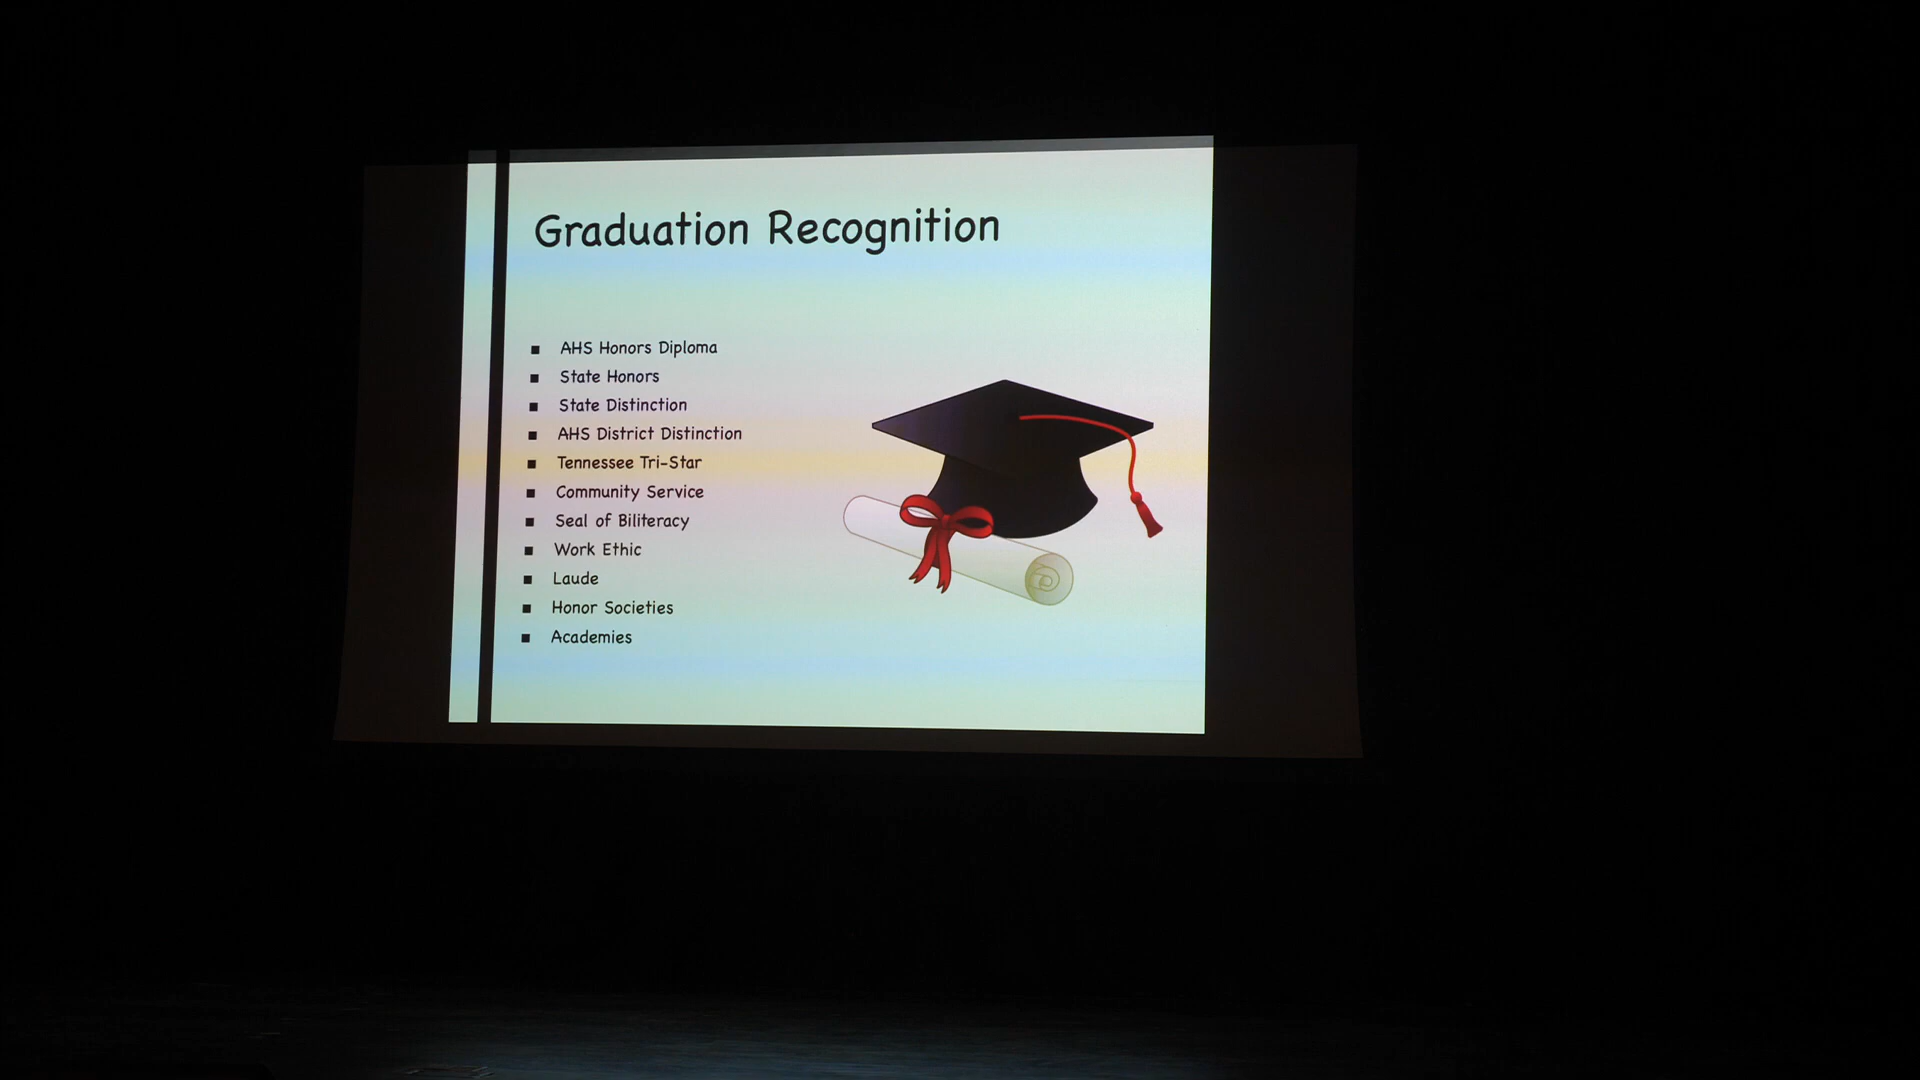 Graduation Recognition
AHS Honors Diploma
State Honors
State Distinction
AHS District Distinction
Tennessee Tri-Star
Community Service
Seal of Biliteracy
Work Ethic
Laude
Honor Societies
Academies